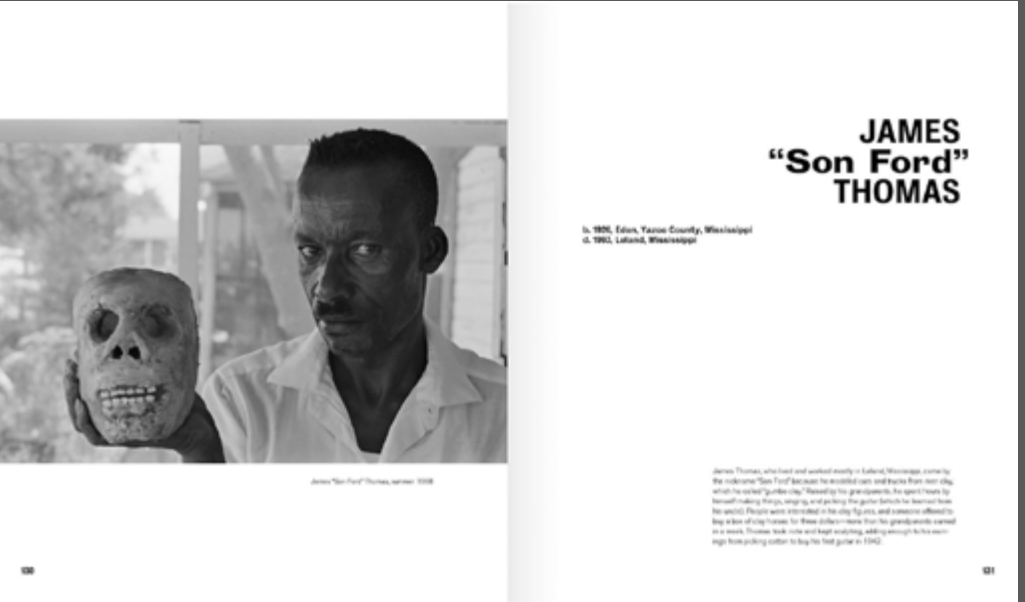 James "Son Ford" Thomas, summer
130
JAMES
“Son Ford”
THOMAS
b. 1926, Eden, Yazoo County, Mississippi
d. 1993, Leland, Mississippi
James Thomas, who lived and worked mostly in Leland, Mississippi, came by
the nickname "Son Ford" because he modeled cars and trucks from river clay,
which he called "gumbo clay." Raised by his grandparents, he spent hours by
himself making things, singing, and picking the guitar (which he learned from
his uncle). People were interested in his clay figures, and someone offered to
buy a box of clay horses for three dollars—more than his grandparents earned
in a week. Thomas took note and kept sculpting, adding enough to his earn-
ings from picking cotton to buy his first guitar in 1942.
131